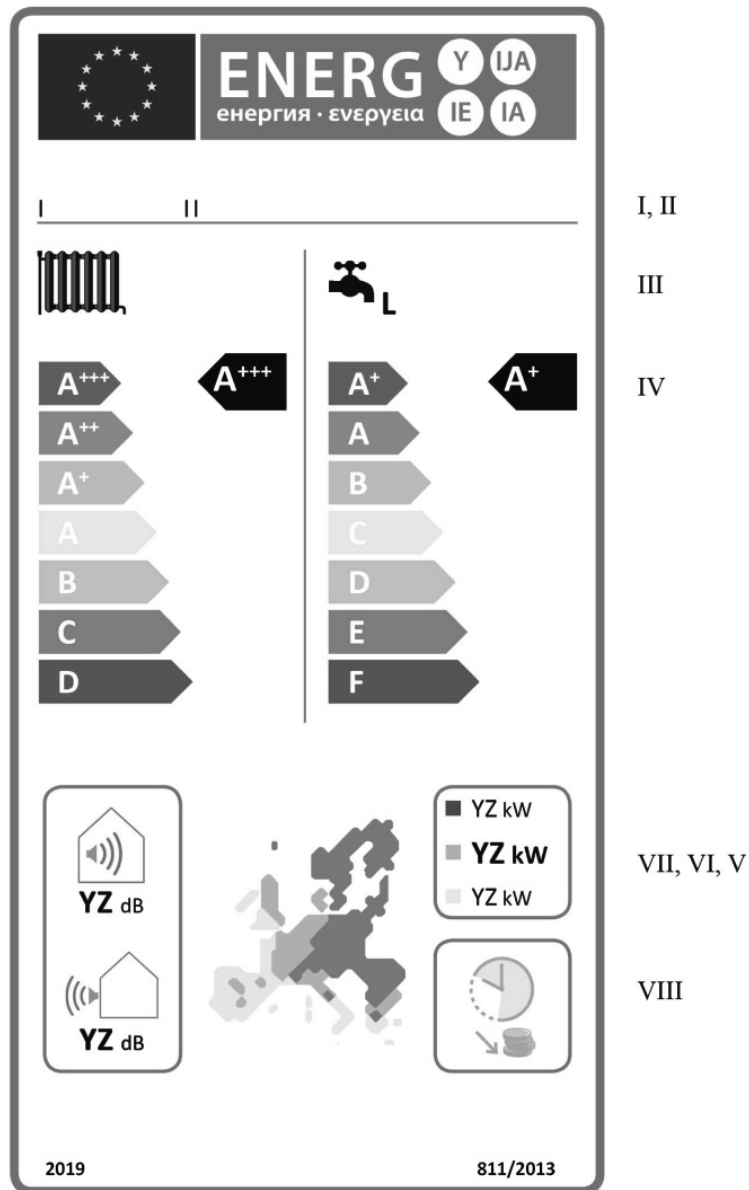 ENERG Y IJA
енергия · ενεργεια IE IA
I II
I, II
III
L
A+++ A+++ A+ A+
IV
A++ A
A+ B
A C
B D
C E
D F
YZ kW
YZ kW
YZ kW
VII, VI, V
YZ dB
YZ dB
VIII
2019 811/2013